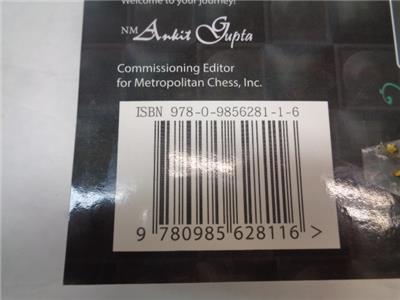 Welcome to your journey!
NM Ankit Gupta
Commissioning Editor
for Metropolitan Chess, Inc.
ISBN 978-0-9856281-1-6
9 780985 628116 >